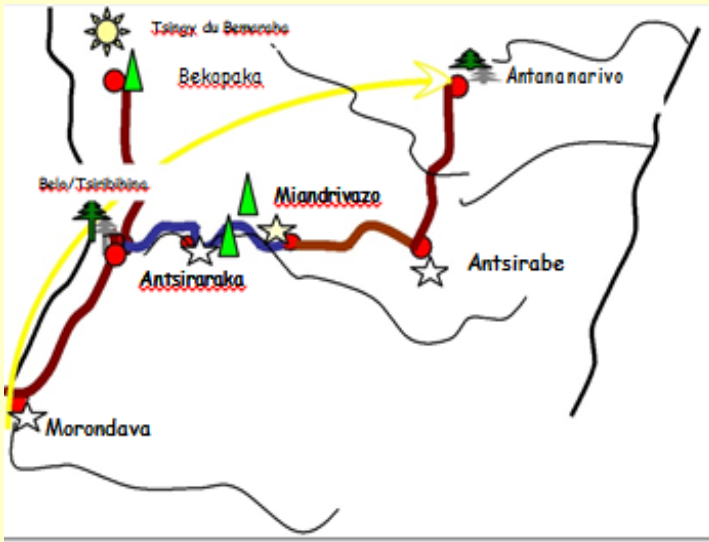 Tsingy du Bemaraha
Bekopaka
Antananarivo
Belo/Tsiribihina
Miandrivazo
Antsiraraka
Antsirabe
Morondava